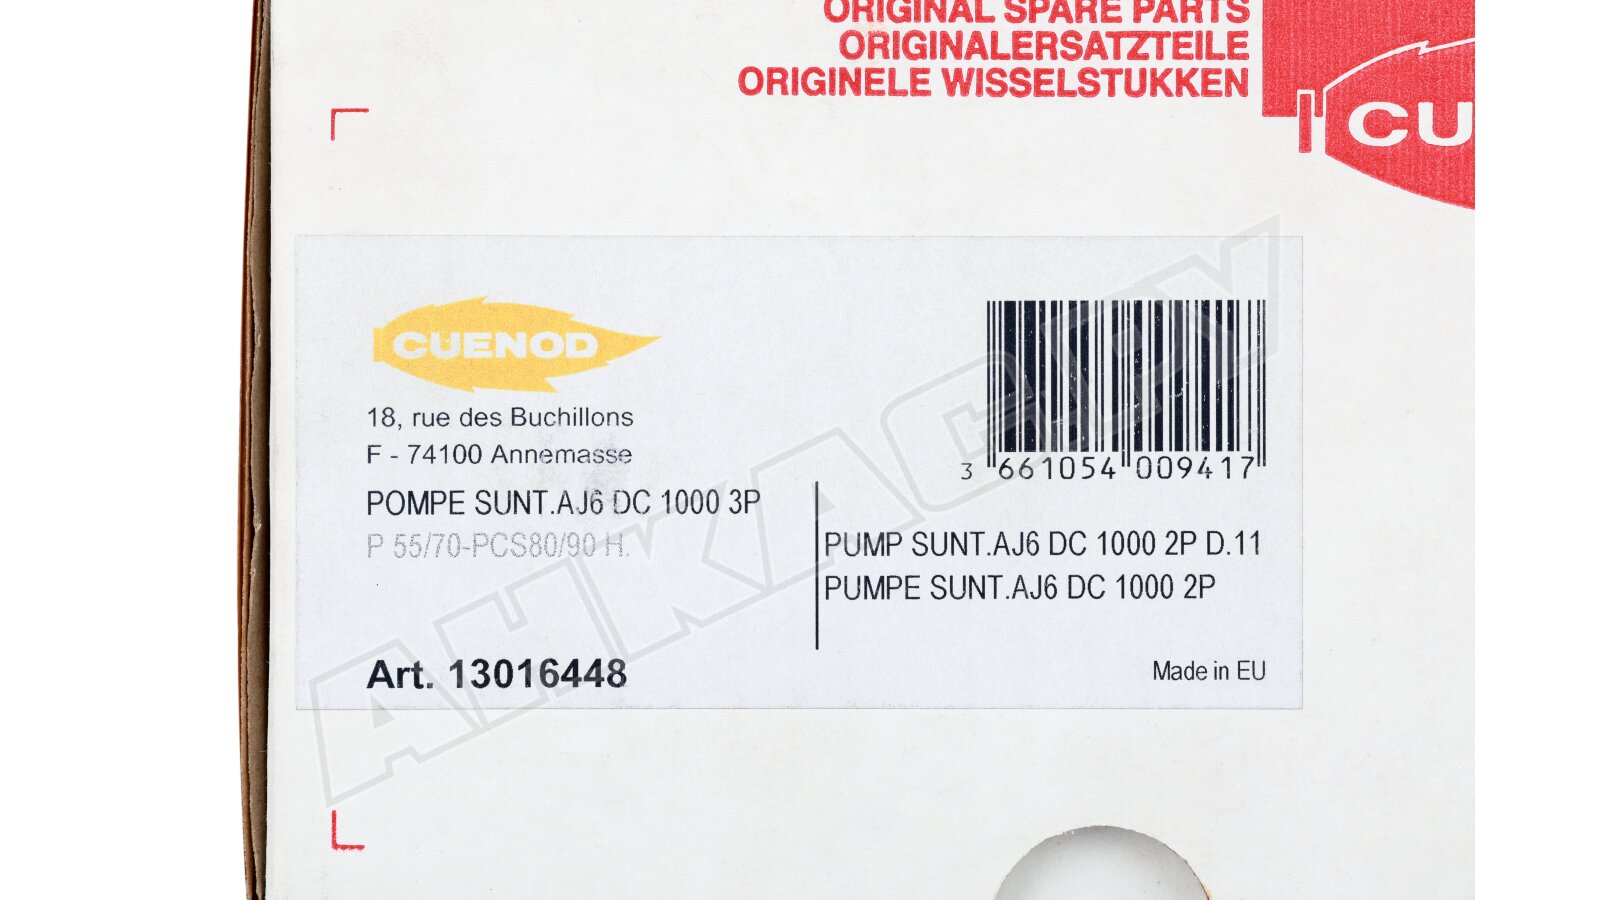 ORIGINAL SPARE PARTS
ORIGINALERSATZTEILE
ORIGINELE WISSELSTUKKEN
CU
CUENOD
18, rue des Buchillons
F - 74100 Annemasse
POMPE SUNT.AJ6 DC 1000 3P
P 55/70-PCS80/90 H.
Art. 13016448
3 661054 009417
PUMP SUNT.AJ6 DC 1000 2P D.11
PUMPE SUNT.AJ6 DC 1000 2P
Made in EU